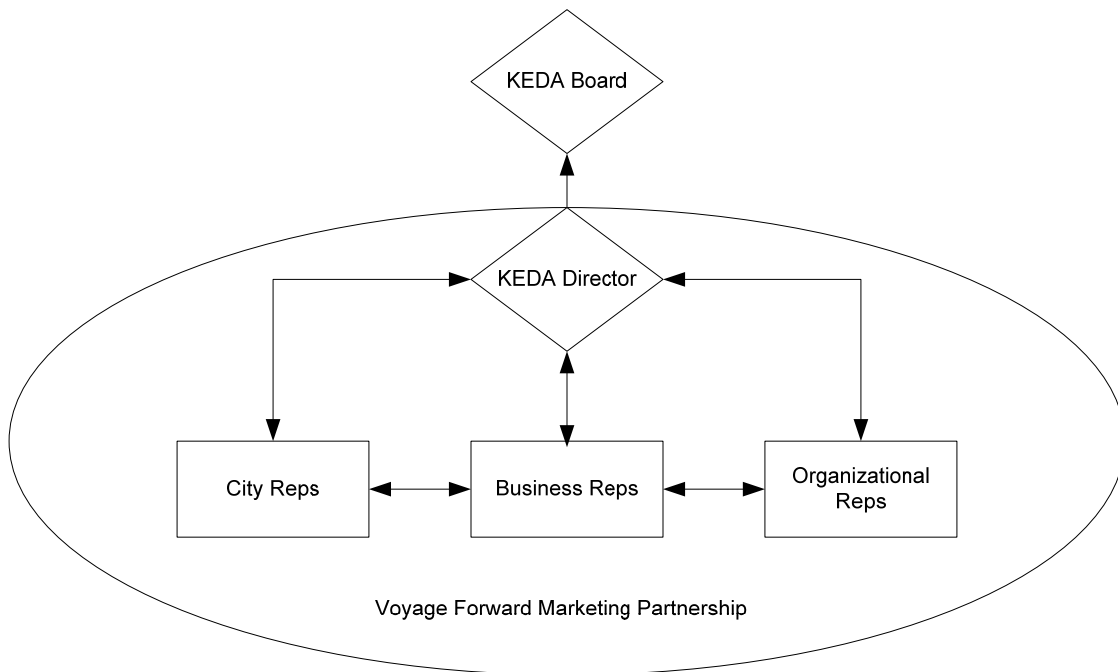 KEDA Board
KEDA Director
City Reps
Business Reps
Organizational
Reps
Voyage Forward Marketing Partnership